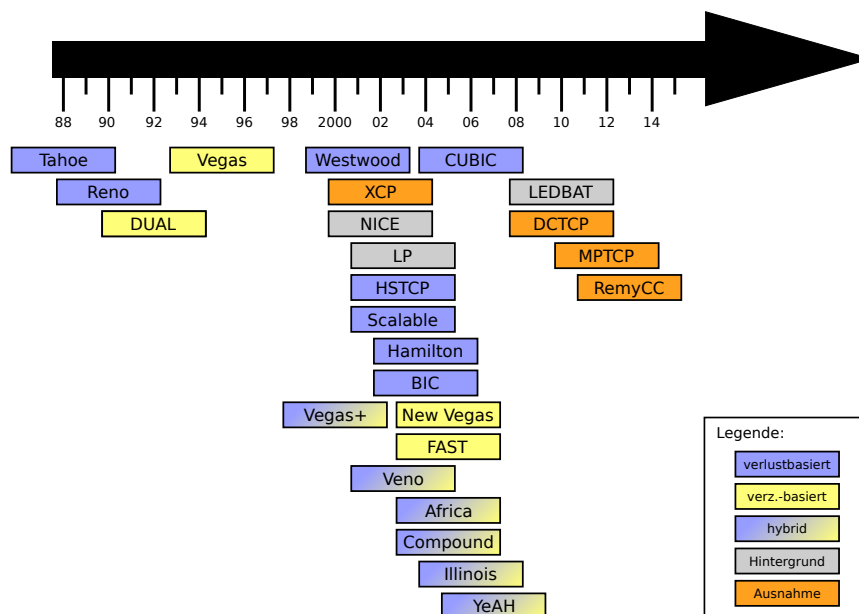 88 90 92 94 96 98 2000 02 04 06 08 10 12 14
Tahoe Vegas Westwood CUBIC
Reno XCP LEDBAT
DUAL NICE DCTCP
LP MPTCP
HSTCP RemyCC
Scalable
Hamilton
BIC
Vegas+ New Vegas
FAST
Veno
Africa
Compound
Illinois
YeAH
Legende:
verlustbasiert
verz.-basiert
hybrid
Hintergrund
Ausnahme